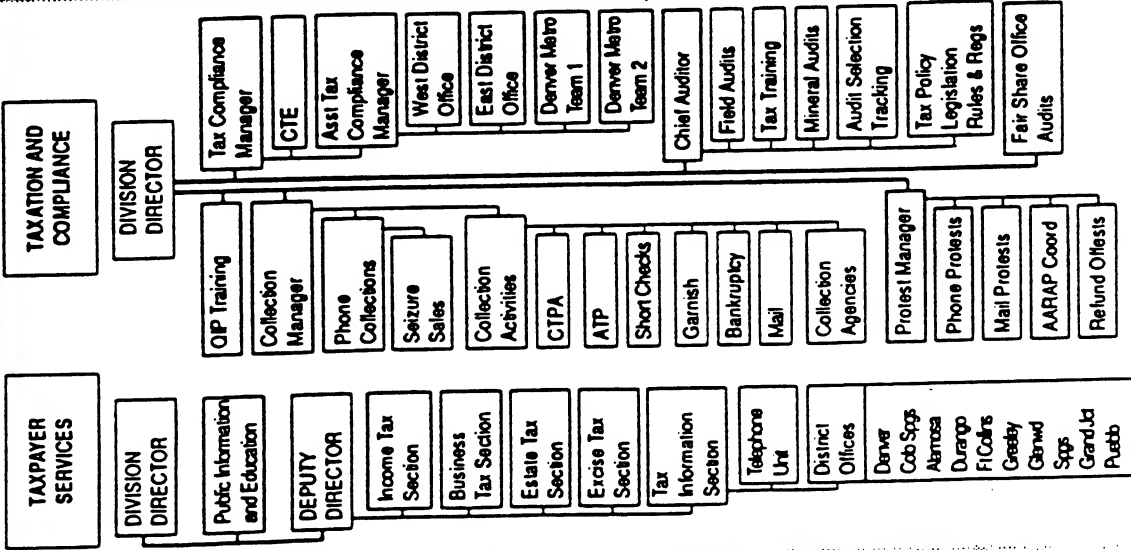 TAXPAYER
SERVICES
DIVISION
DIRECTOR
Public Information
and Education
DEPUTY
DIRECTOR
Income Tax
Section
Business
Tax Section
Estate Tax
Section
Excise Tax
Section
Tax
Information
Section
Telephone
Unit
District
Offices
Denver
Colo Spgs
Alamosa
Durango
Ft Collins
Greeley
Glenwd
Spgs
Grand Jct
Pueblo
TAXATION AND
COMPLIANCE
DIVISION
DIRECTOR
QIP Training
Collection
Manager
Phone
Collections
Seizure
Sales
Collection
Activities
CTPA
ATP
Short Checks
Garnish
Bankruptcy
Mail
Collection
Agencies
Protest Manager
Phone Protests
Mail Protests
AARAP Coord
Refund Offests
Tax Compliance
Manager
CTE
Asst Tax
Compliance
Manager
West District
Office
East District
Office
Denver Metro
Team 1
Denver Metro
Team 2
Chief Auditor
Field Audits
Tax Training
Mineral Audits
Audit Selection
Tracking
Tax Policy
Legislation
Rules & Regs
Fair Share Office
Audits